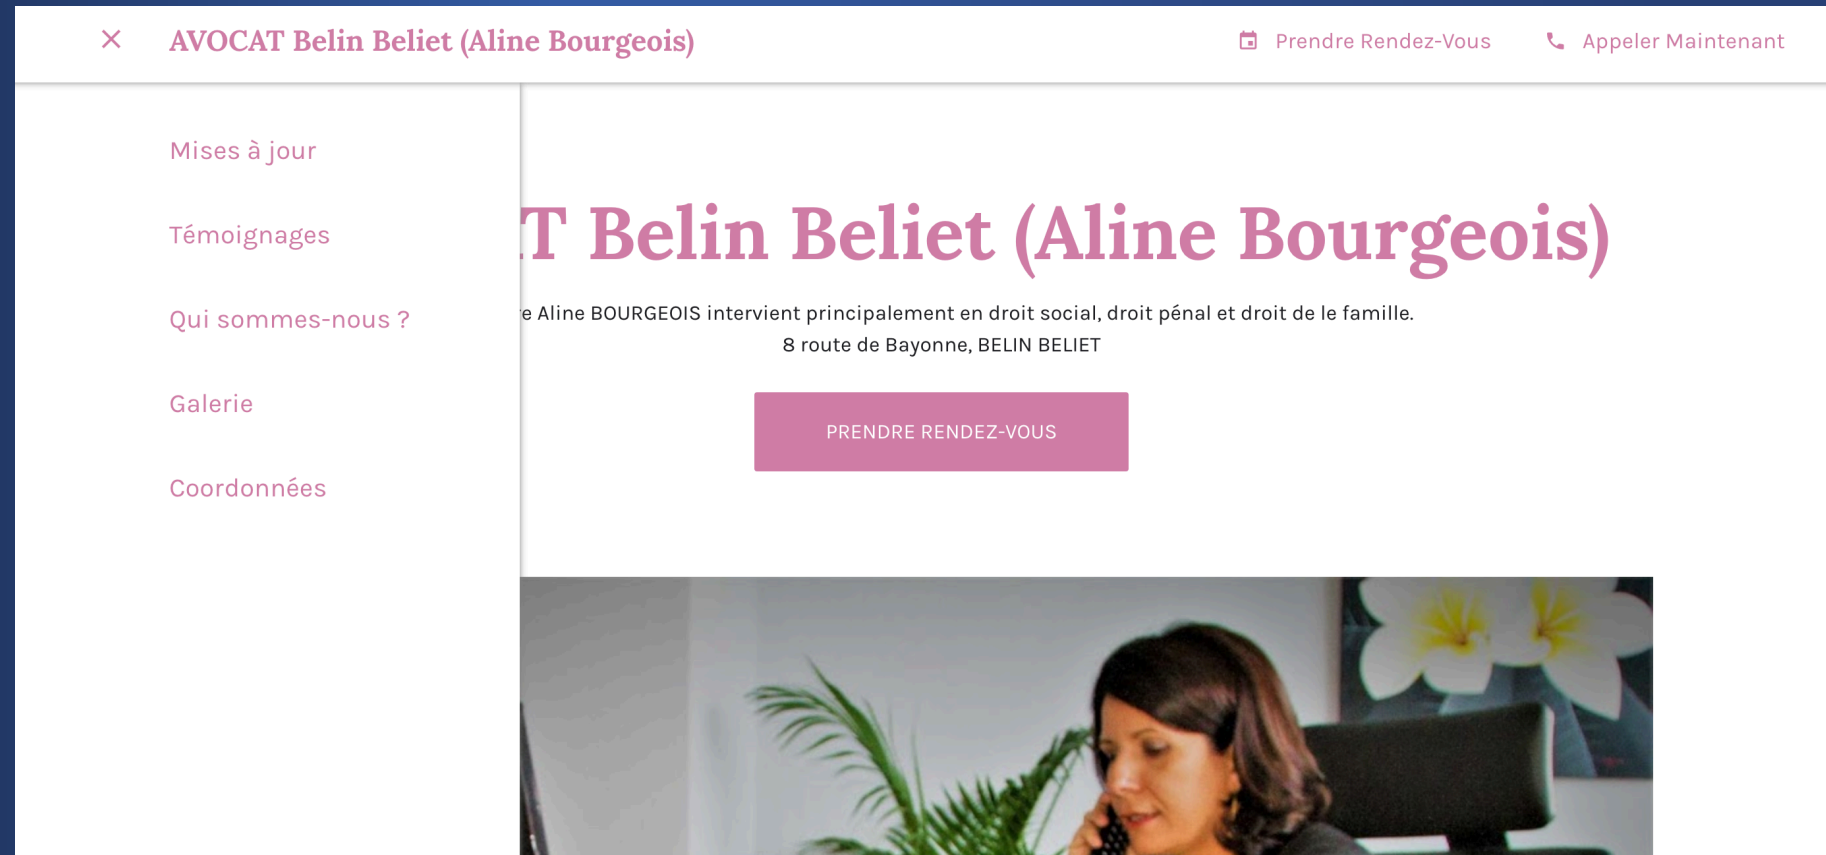 AVOCAT Belin Beliet (Aline Bourgeois)
Prendre Rendez-Vous
Appeler Maintenant
Mises à jour
Témoignages
Qui sommes-nous ?
Galerie
Coordonnées
T Belin Beliet (Aline Bourgeois)
Aline BOURGEOIS intervient principalement en droit social, droit pénal et droit de le famille.
8 route de Bayonne, BELIN BELIET
PRENDRE RENDEZ-VOUS